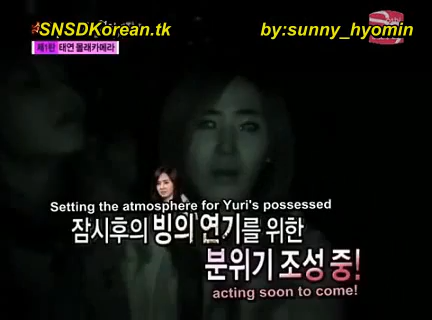 SNSDKorean.tk
by:sunny_hyomin
제1탄 태연 몰래카메라
Setting the atmosphere for Yuri's possessed
잠시후의 빙의 연기를 위한
분위기 조성 중!
acting soon to come!